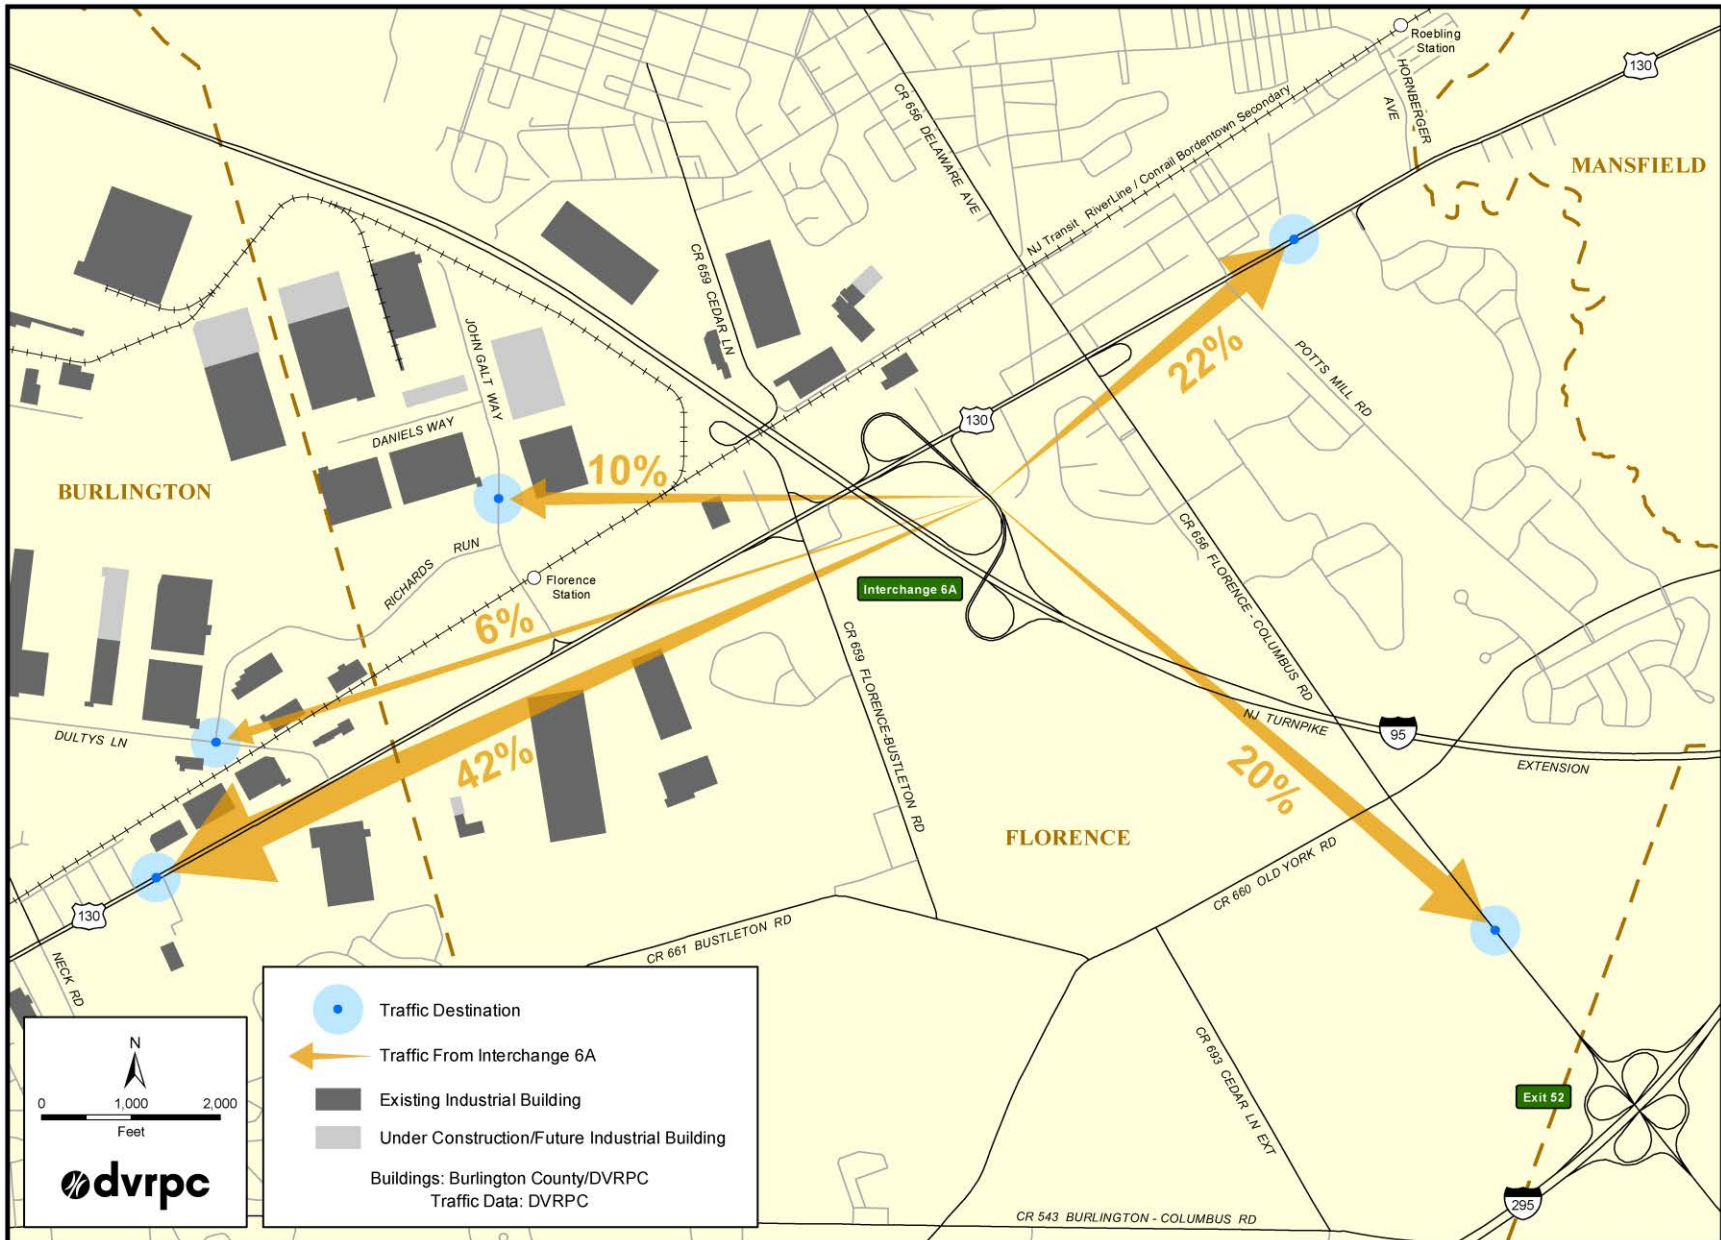 Roebling
Station
130
HORNBERGER
AVE
MANSFIELD
CR 656 DELAWARE AVE
NJ Transit RiverLine / Conrail Bordentown Secondary
CR 659 CEDAR LN
22%
POTTS MILL RD
JOHN GALT WAY
DANIELS WAY
130
10%
BURLINGTON
RICHARDS RUN
Florence
Station
Interchange 6A
CR 656 FLORENCE - COLUMBUS RD
6%
CR 659 FLORENCE-BUSTLETON RD
DULTYS LN
42%
NJ TURNPIKE
95
EXTENSION
20%
FLORENCE
CR 660 OLD YORK RD
130
NECK RD
CR 661 BUSTLETON RD
CR 693 CEDAR LN EXT
Exit 52
295
CR 543 BURLINGTON - COLUMBUS RD
N
0 1,000 2,000
Feet
dvrpc
Traffic Destination
Traffic From Interchange 6A
Existing Industrial Building
Under Construction/Future Industrial Building
Buildings: Burlington County/DVRPC
Traffic Data: DVRPC